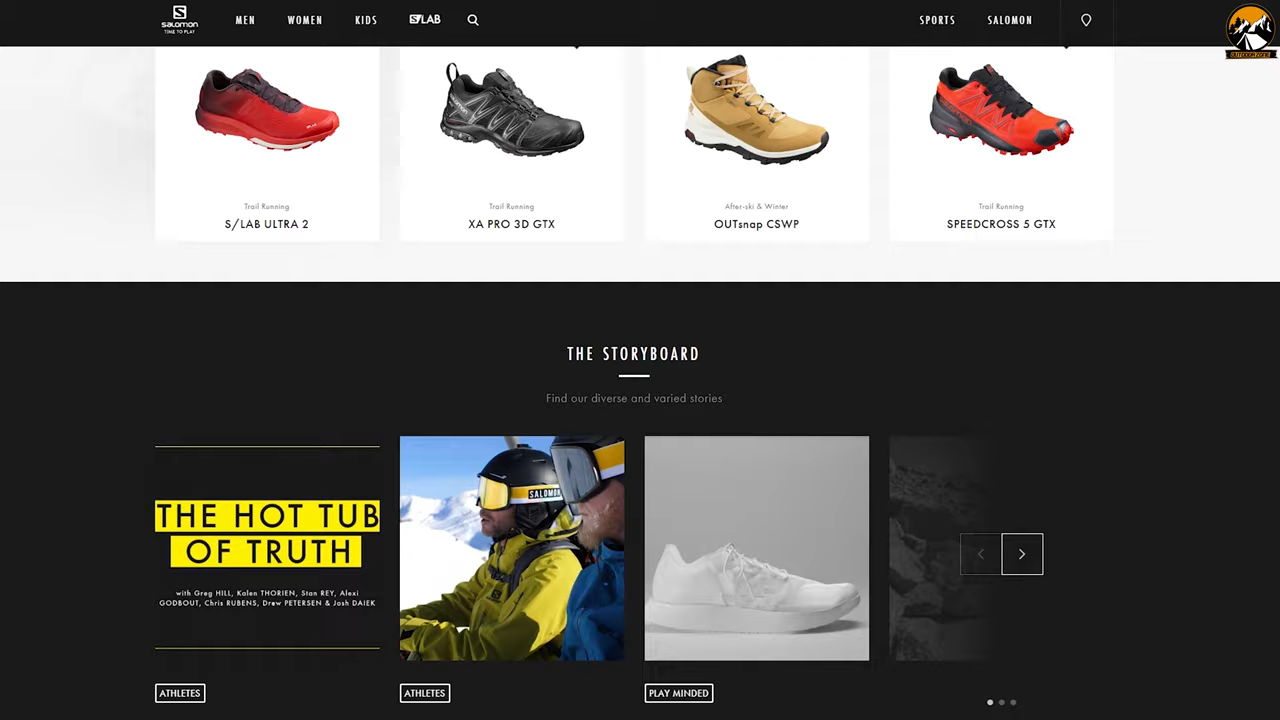 SALOMON
TIME TO PLAY
MEN
WOMEN
KIDS
S/LAB
SPORTS
SALOMON
OUTDOOR ZONE
Trail Running
S/LAB ULTRA 2
Trail Running
XA PRO 3D GTX
After-ski & Winter
OUTsnap CSWP
Trail Running
SPEEDCROSS 5 GTX
THE STORYBOARD
Find our diverse and varied stories
THE HOT TUB
OF TRUTH
with Greg HILL, Kalen THORIEN, Stan REY, Alexi
GODBOUT, Chris RUBENS, Drew PETERSEN & Josh DAIEK
SALOMON
ATHLETES
ATHLETES
PLAY MINDED